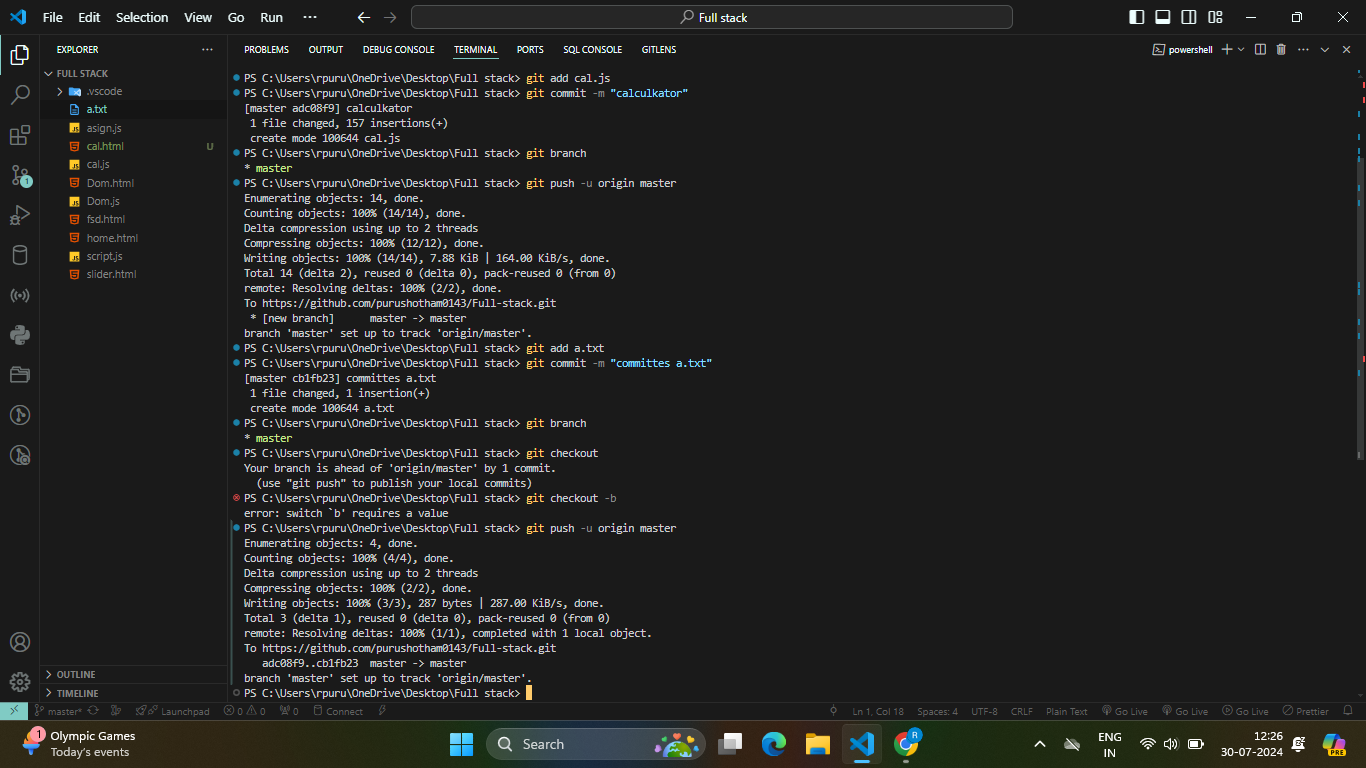 File Edit Selection View Go Run ···
Full stack
EXPLORER ···
FULL STACK
.vscode
a.txt
asign.js
cal.html U
cal.js
Dom.html
Dom.js
fsd.html
home.html
script.js
slider.html
OUTLINE
TIMELINE
1
PROBLEMS OUTPUT DEBUG CONSOLE TERMINAL PORTS SQL CONSOLE GITLENS
powershell
PS C:\Users\rpuru\OneDrive\Desktop\Full stack> git add cal.js
PS C:\Users\rpuru\OneDrive\Desktop\Full stack> git commit -m "calculkator"
[master adc08f9] calculkator
1 file changed, 157 insertions(+)
create mode 100644 cal.js
PS C:\Users\rpuru\OneDrive\Desktop\Full stack> git branch
* master
PS C:\Users\rpuru\OneDrive\Desktop\Full stack> git push -u origin master
Enumerating objects: 14, done.
Counting objects: 100% (14/14), done.
Delta compression using up to 2 threads
Compressing objects: 100% (12/12), done.
Writing objects: 100% (14/14), 7.88 KiB | 164.00 KiB/s, done.
Total 14 (delta 2), reused 0 (delta 0), pack-reused 0 (from 0)
remote: Resolving deltas: 100% (2/2), done.
To https://github.com/purushotham0143/Full-stack.git
* [new branch] master -> master
branch 'master' set up to track 'origin/master'.
PS C:\Users\rpuru\OneDrive\Desktop\Full stack> git add a.txt
PS C:\Users\rpuru\OneDrive\Desktop\Full stack> git commit -m "committes a.txt"
[master cb1fb23] committes a.txt
1 file changed, 1 insertion(+)
create mode 100644 a.txt
PS C:\Users\rpuru\OneDrive\Desktop\Full stack> git branch
* master
PS C:\Users\rpuru\OneDrive\Desktop\Full stack> git checkout
Your branch is ahead of 'origin/master' by 1 commit.
(use "git push" to publish your local commits)
PS C:\Users\rpuru\OneDrive\Desktop\Full stack> git checkout -b
error: switch `b' requires a value
PS C:\Users\rpuru\OneDrive\Desktop\Full stack> git push -u origin master
Enumerating objects: 4, done.
Counting objects: 100% (4/4), done.
Delta compression using up to 2 threads
Compressing objects: 100% (2/2), done.
Writing objects: 100% (3/3), 287 bytes | 287.00 KiB/s, done.
Total 3 (delta 1), reused 0 (delta 0), pack-reused 0 (from 0)
remote: Resolving deltas: 100% (1/1), completed with 1 local object.
To https://github.com/purushotham0143/Full-stack.git
adc08f9..cb1fb23 master -> master
branch 'master' set up to track 'origin/master'.
PS C:\Users\rpuru\OneDrive\Desktop\Full stack>
master* Launchpad 0 0 0 Connect Ln 1, Col 18 Spaces: 4 UTF-8 CRLF Plain Text Go Live Go Live Go Live Prettier
1 Olympic Games
Today's events
Search
R
ENG
IN
12:26
30-07-2024
PRE